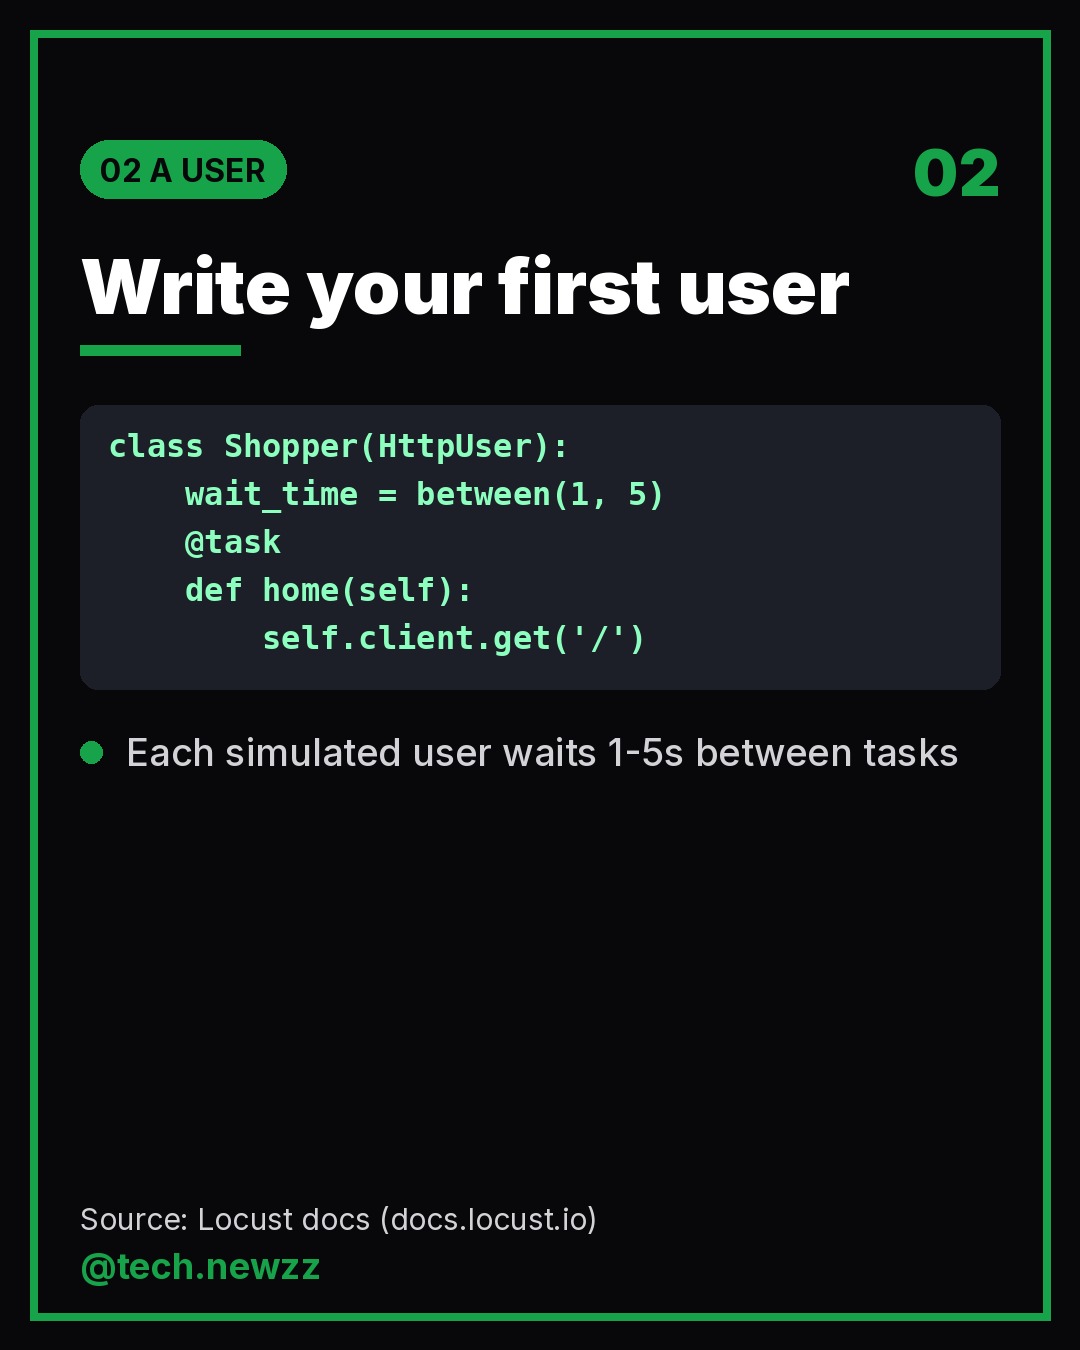 02 A USER
02
Write your first user
class Shopper(HttpUser):
    wait_time = between(1, 5)
    @task
    def home(self):
        self.client.get('/')
Each simulated user waits 1-5s between tasks
Source: Locust docs (docs.locust.io)
@tech.newzz